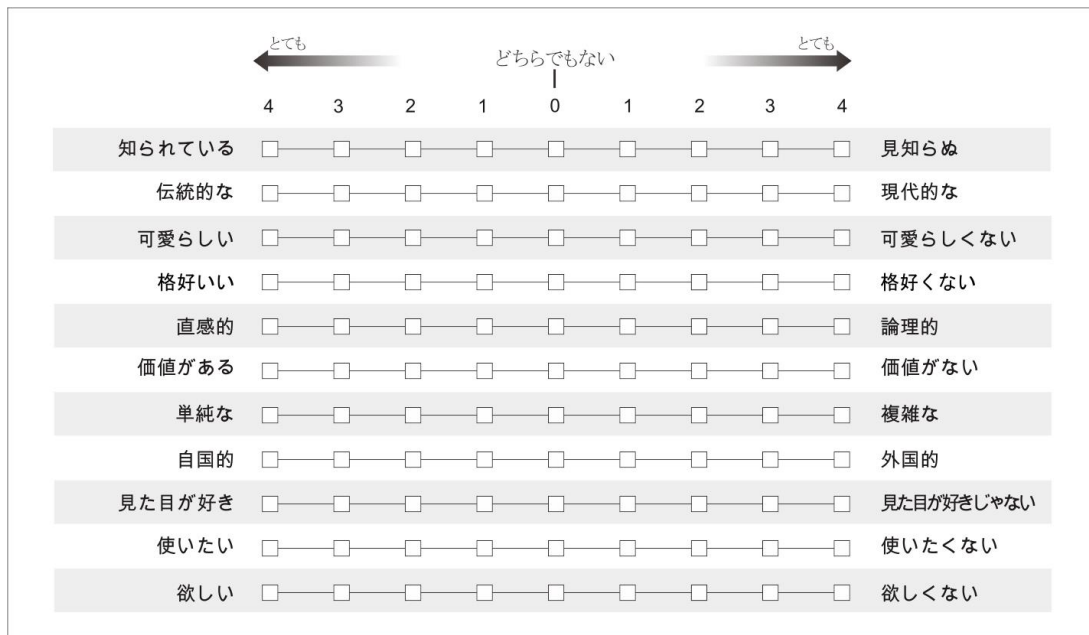 とても とても
どちらでもない
4 3 2 1 0 1 2 3 4
知られている 見知らぬ
伝統的な 現代的な
可愛らしい 可愛らしくない
格好いい 格好くない
直感的 論理的
価値がある 価値がない
単純な 複雑な
自国的 外国的
見た目が好き 見た目が好きじゃない
使いたい 使いたくない
欲しい 欲しくない